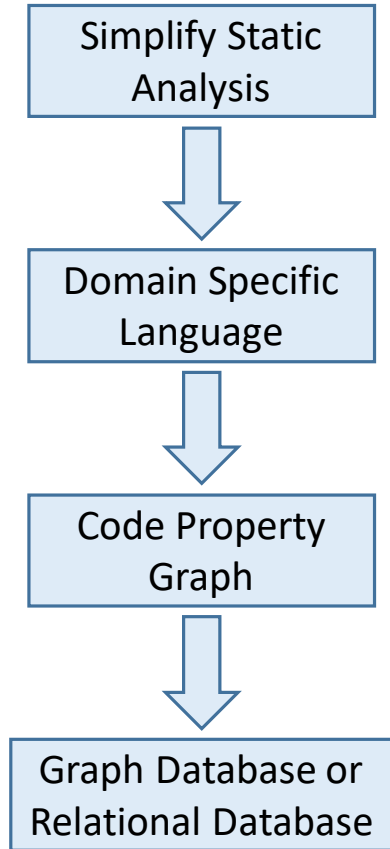 Simplify Static
Analysis
Domain Specific
Language
Code Property
Graph
Graph Database or
Relational Database